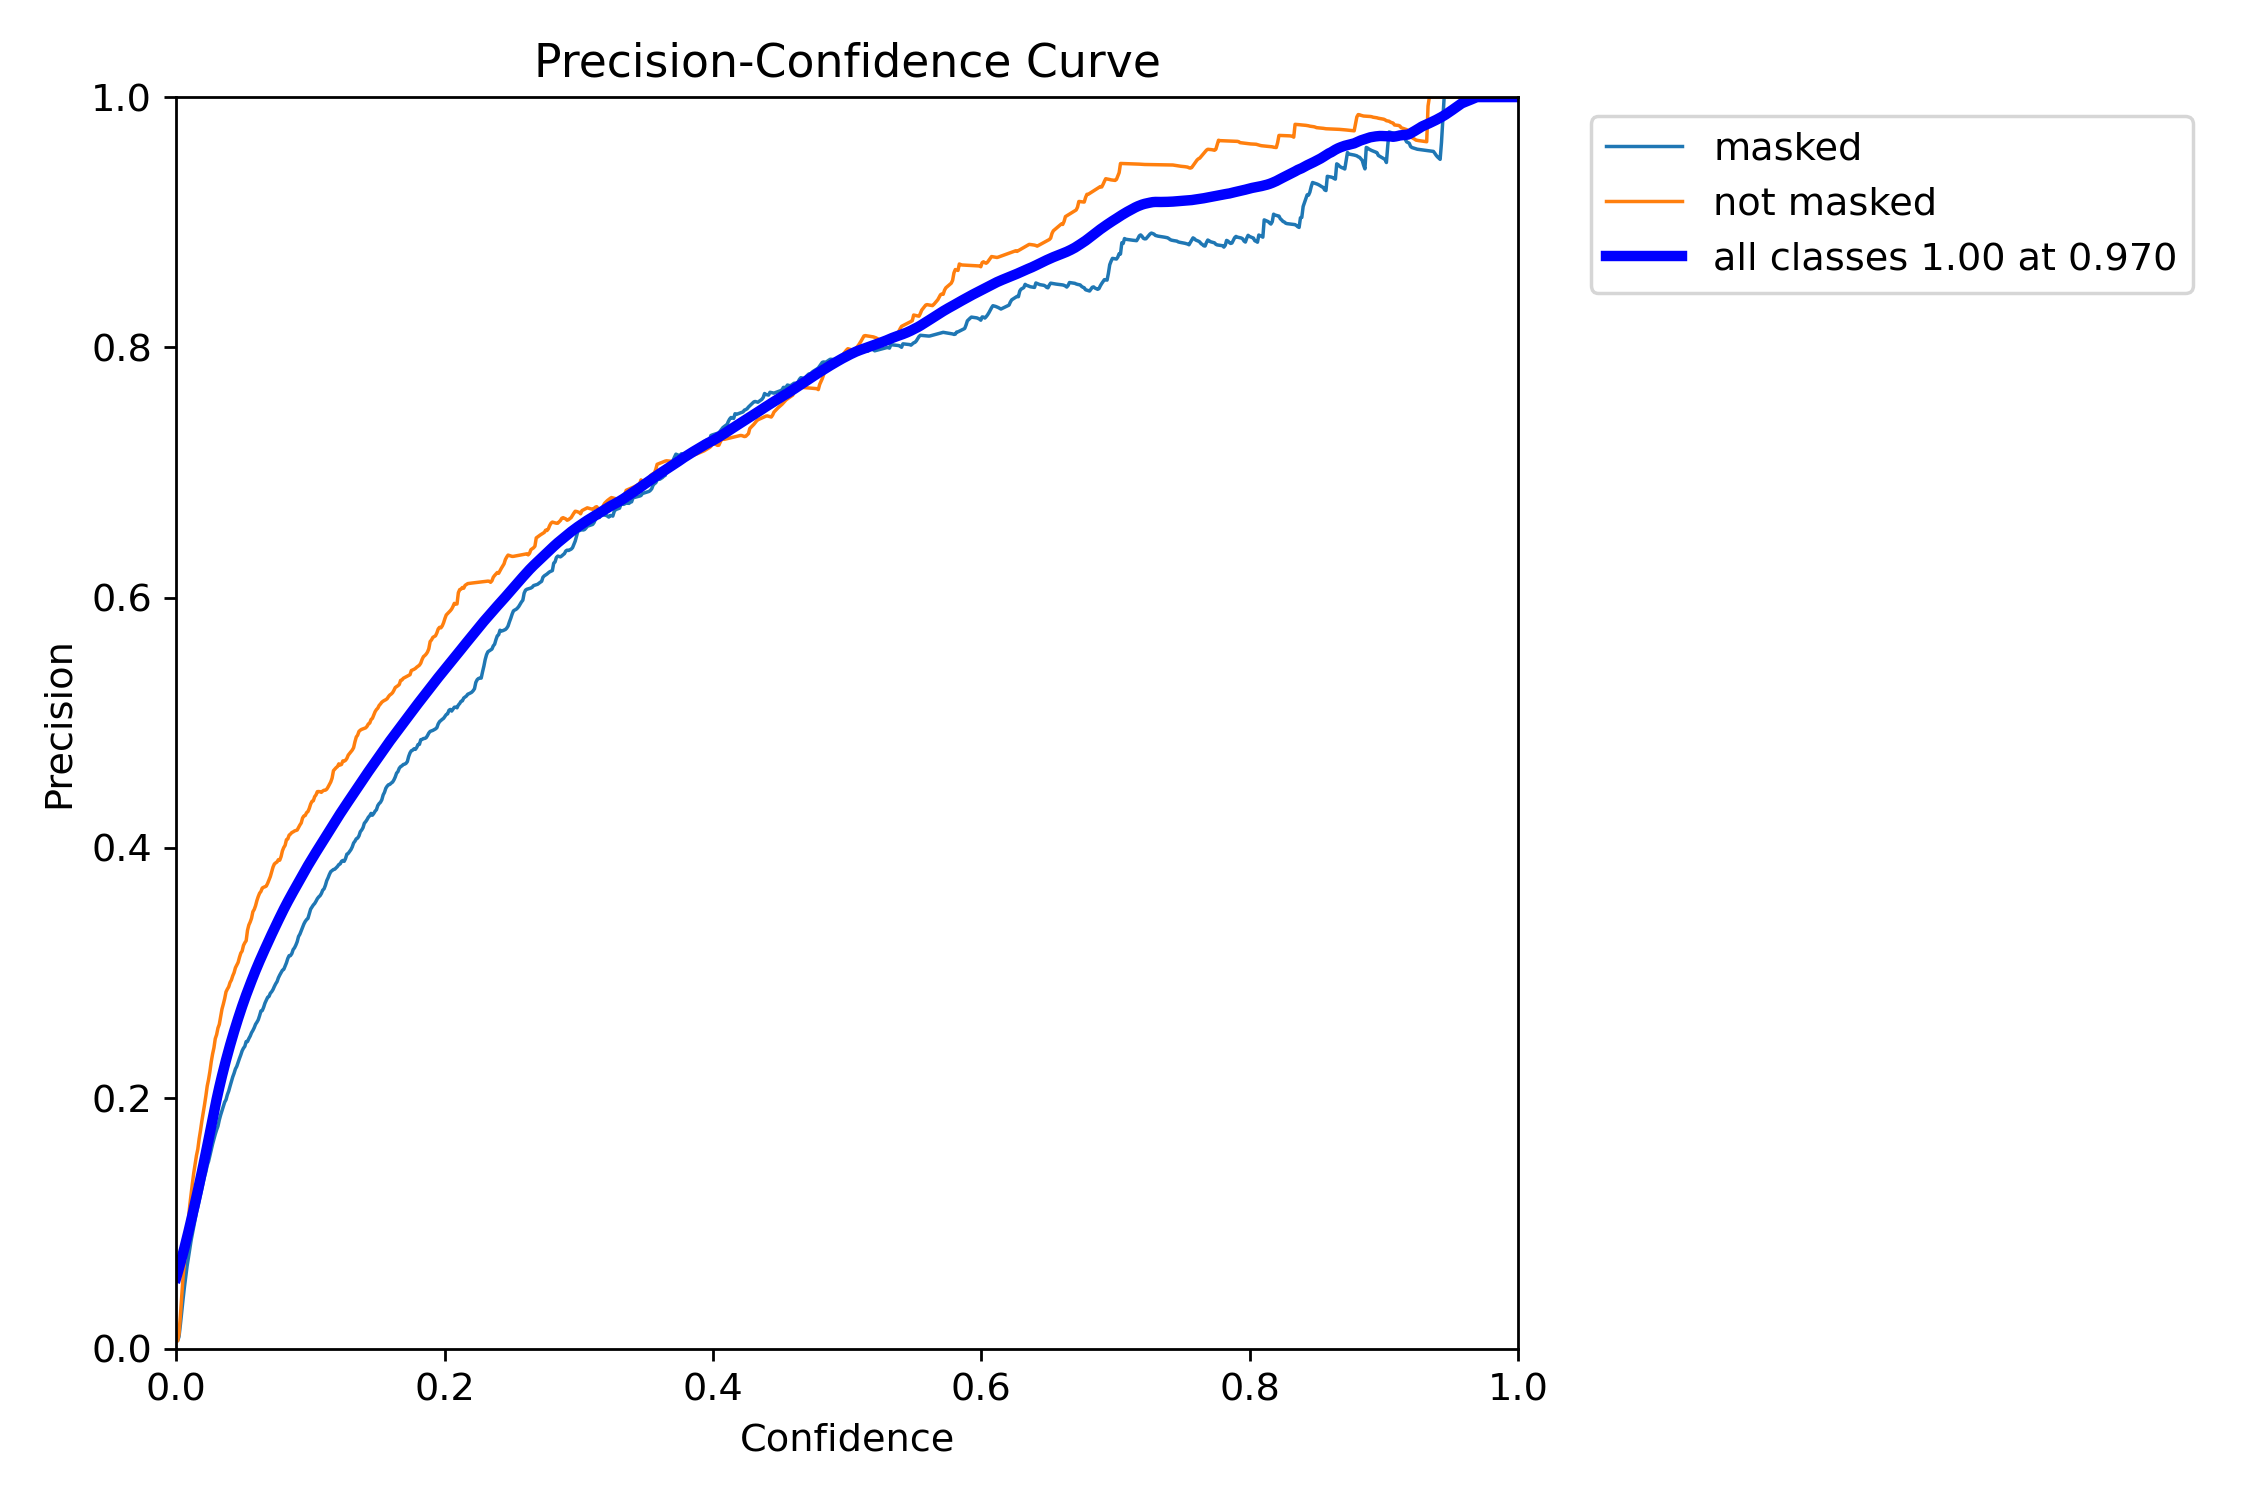 Precision-Confidence Curve
1.0
0.8
0.6
0.4
0.2
0.0
Precision
0.0 0.2 0.4 0.6 0.8 1.0
Confidence
masked
not masked
all classes 1.00 at 0.970